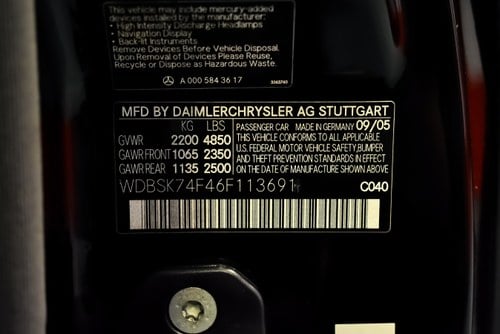 This vehicle may include mercury-added
devices installed by the manufacturer:
• High Intensity Discharge Headlamps
• Navigation Display
• Back-lit Instruments
Remove Devices Before Vehicle Disposal.
Upon Removal of Devices Please Reuse,
Recycle or Dispose as Hazardous Waste.
A 000 584 36 17
MFD BY DAIMLERCHRYSLER AG STUTTGART
KG LBS
GVWR 2200 4850
GAWR FRONT 1065 2350
GAWR REAR 1135 2500
PASSENGER CAR MADE IN GERMANY 09/05
THIS VEHICLE CONFORMS TO ALL APPLICABLE
U.S. FEDERAL MOTOR VEHICLE SAFETY, BUMPER
AND THEFT PREVENTION STANDARDS IN EFFECT
ON THE DATE OF MANUFACTURE SHOWN ABOVE
WDBSK74F46F113691
C040